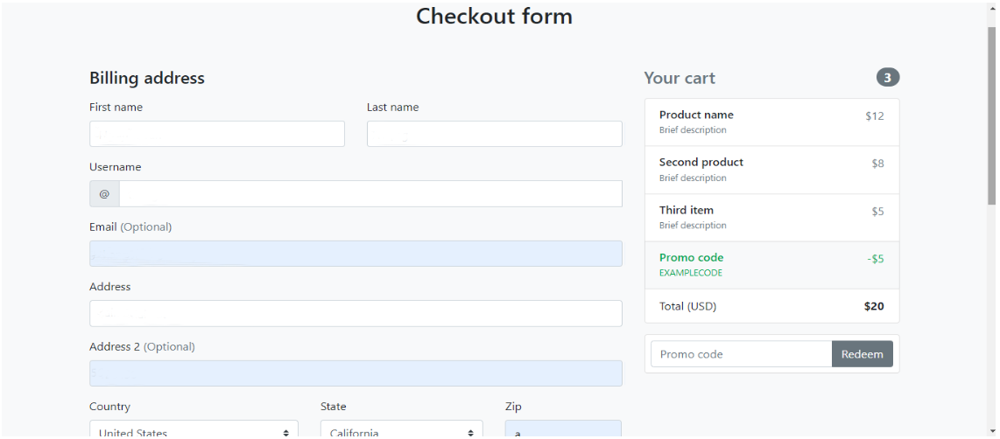 Checkout form
Billing address
First name
Last name
Username
@
Email (Optional)
Address
Address 2 (Optional)
Country
State
Zip
United States
California
a
Your cart
3
Product name
$12
Brief description
Second product
$8
Brief description
Third item
$5
Brief description
Promo code
-$5
EXAMPLECODE
Total (USD)
$20
Promo code
Redeem